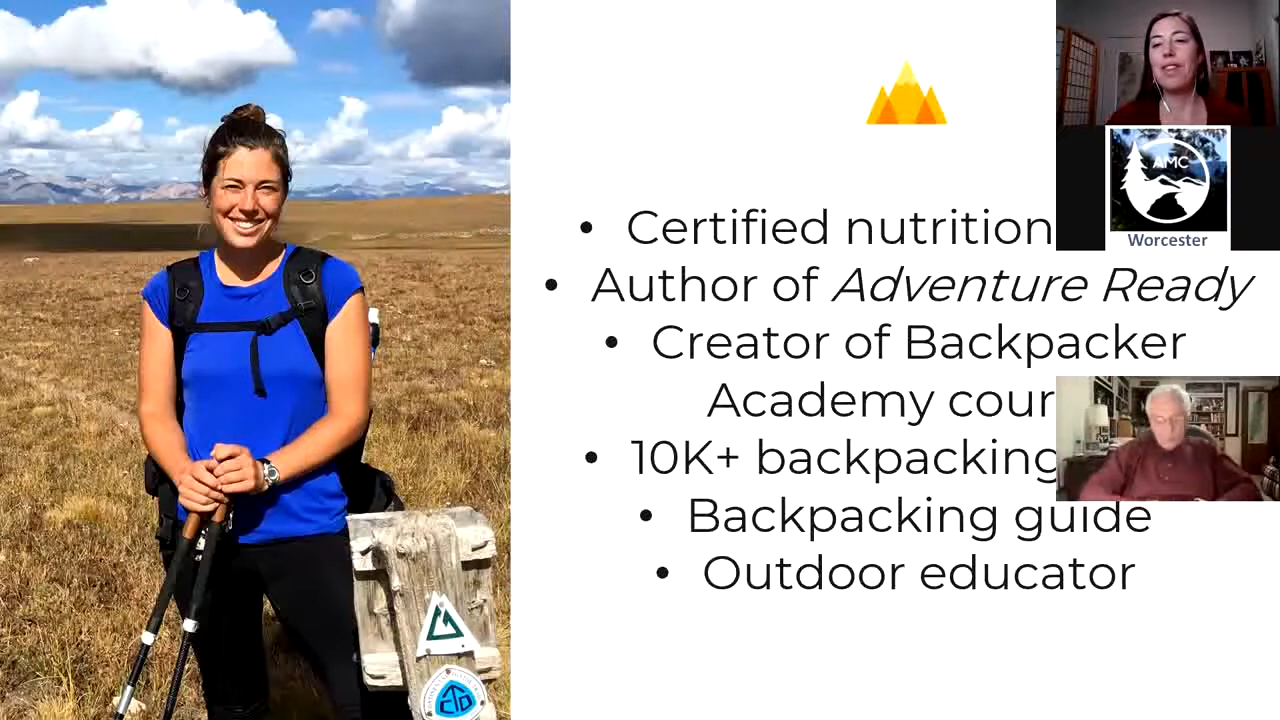 • Certified nutrition
• Author of Adventure Ready
• Creator of Backpacker
Academy cour
• 10K+ backpacking
• Backpacking guide
• Outdoor educator
AMC
Worcester
CTD